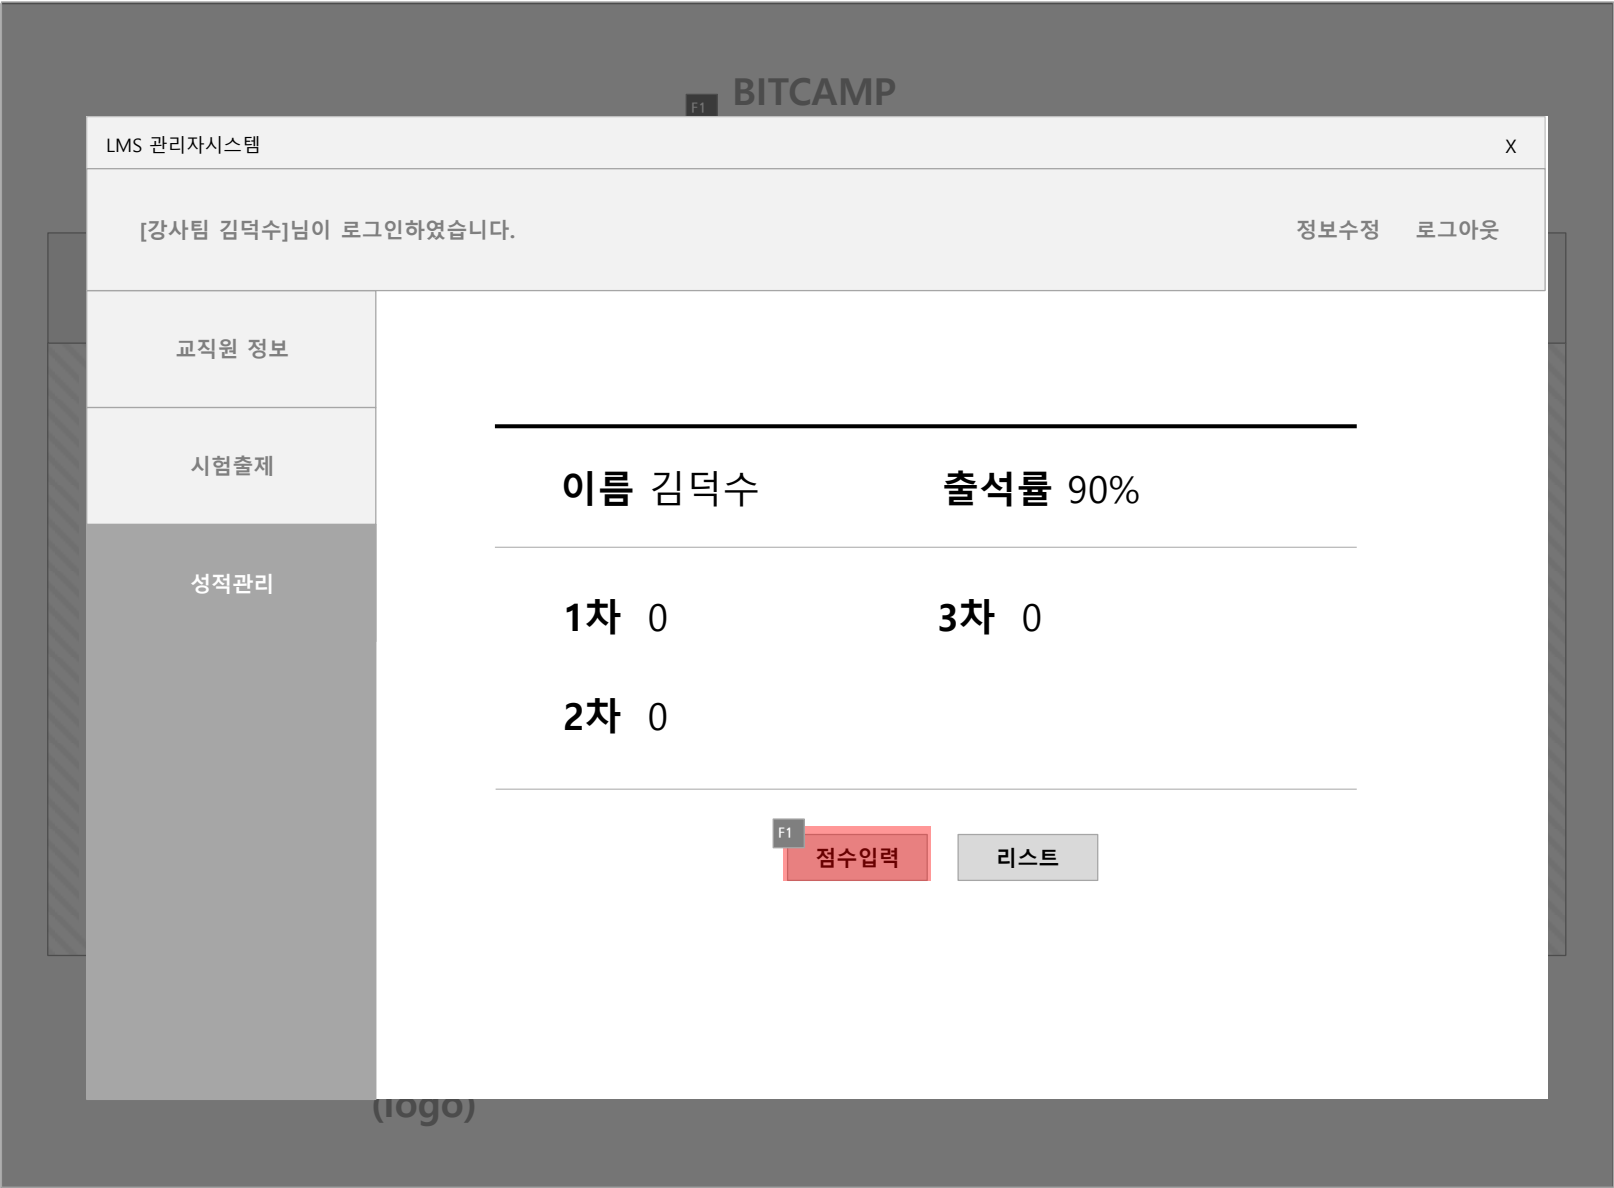 BITCAMP
F1
LMS 관리자시스템 X
[강사팀 김덕수]님이 로그인하였습니다. 정보수정 로그아웃
교직원 정보
시험출제
성적관리
이름 김덕수 출석률 90%
1차 0 3차 0
2차 0
F1
점수입력 리스트
(logo)